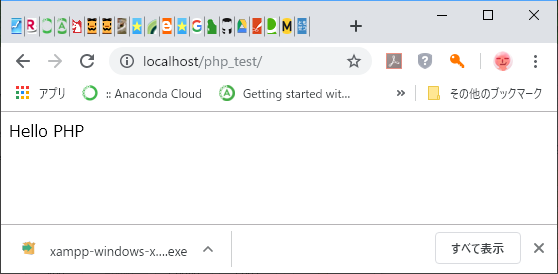 localhost/php_test/
アプリ :: Anaconda Cloud Getting started wit... » その他のブックマーク
Hello PHP
xampp-windows-x....exe すべて表示